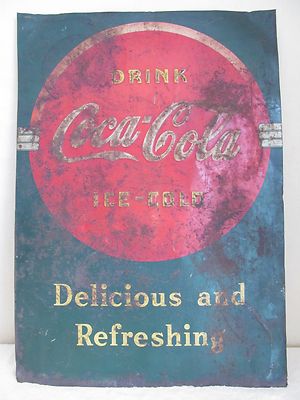 DRINK
Coca-Cola
ICE-COLD
Delicious and
Refreshing